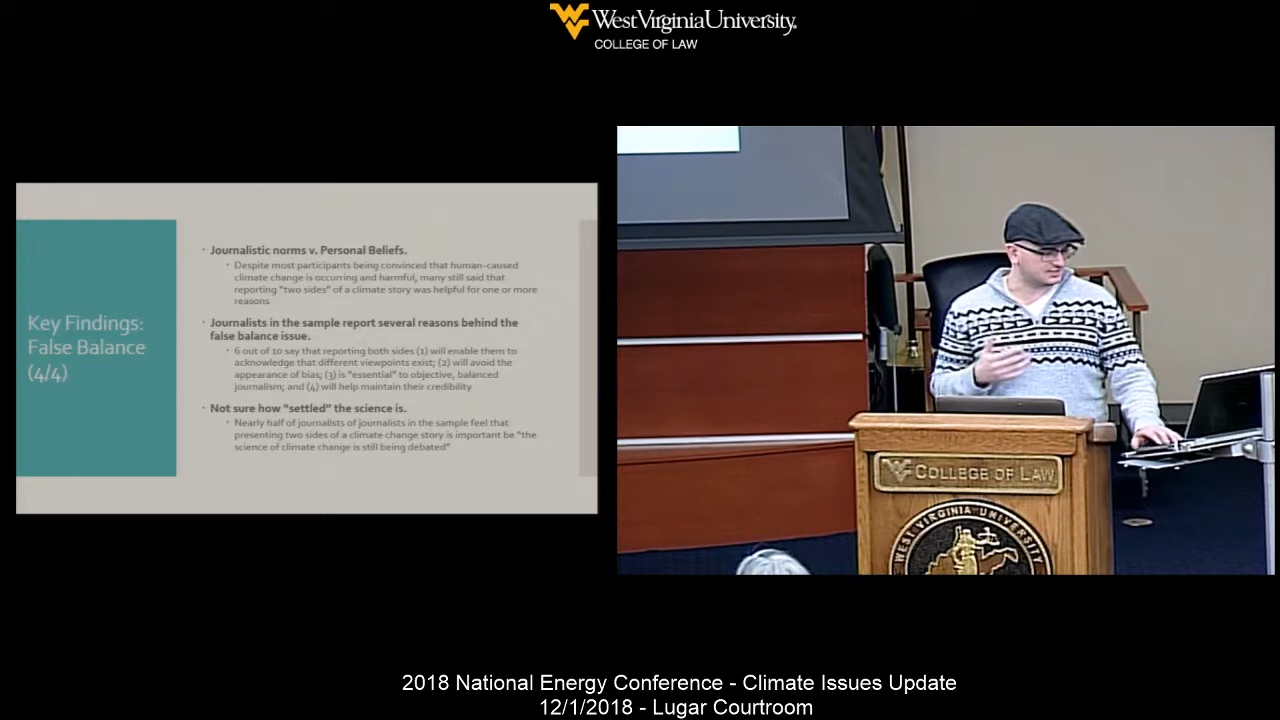 WestVirginiaUniversity.
COLLEGE OF LAW
Key Findings:
False Balance
(4/4)
Journalistic norms v. Personal Beliefs.
Despite most participants being convinced that human-caused
climate change is occurring and harmful, many still said that
reporting "two sides" of a climate story was helpful for one or more
reasons
Journalists in the sample report several reasons behind the
false balance issue.
6 out of 10 say that reporting both sides (1) will enable them to
acknowledge that different viewpoints exist; (2) will avoid the
appearance of bias; (3) is "essential" to objective, balanced
journalism; and (4) will help maintain their credibility
Not sure how "settled" the science is.
Nearly half of journalists of journalists in the sample feel that
presenting two sides of a climate change story is important be "the
science of climate change is still being debated"
COLLEGE OF LAW
WEST VIRGINIA UNIVERSITY
2018 National Energy Conference - Climate Issues Update
12/1/2018 - Lugar Courtroom